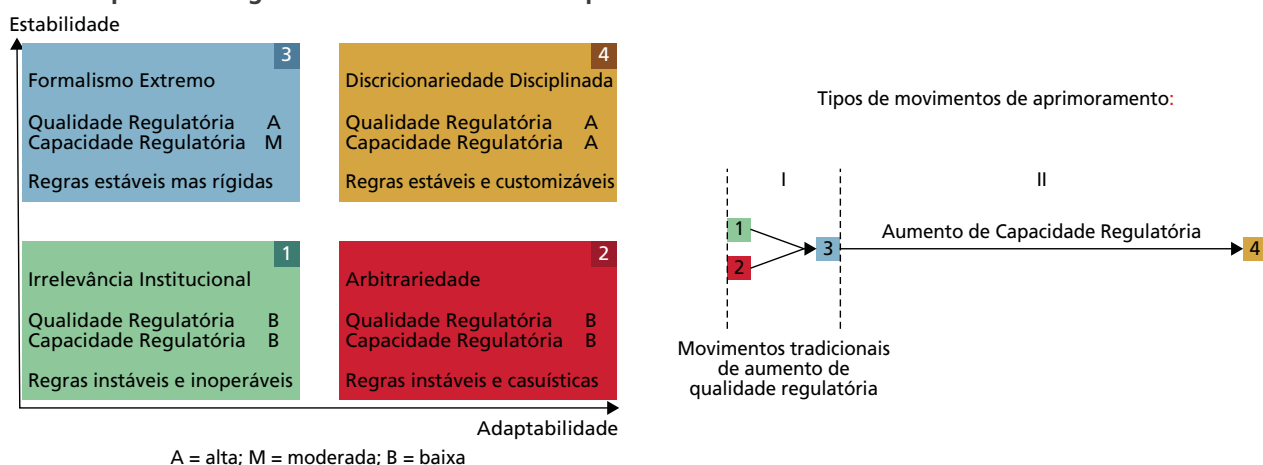 Estabilidade
3
Formalismo Extremo
Qualidade Regulatória A
Capacidade Regulatória M
Regras estáveis mas rígidas
4
Discricionariedade Disciplinada
Qualidade Regulatória A
Capacidade Regulatória A
Regras estáveis e customizáveis
1
Irrelevância Institucional
Qualidade Regulatória B
Capacidade Regulatória B
Regras instáveis e inoperáveis
2
Arbitrariedade
Qualidade Regulatória B
Capacidade Regulatória B
Regras instáveis e casuísticas
Adaptabilidade
A = alta; M = moderada; B = baixa
Tipos de movimentos de aprimoramento:
I
II
1
2
3
Aumento de Capacidade Regulatória
4
Movimentos tradicionais
de aumento de
qualidade regulatória